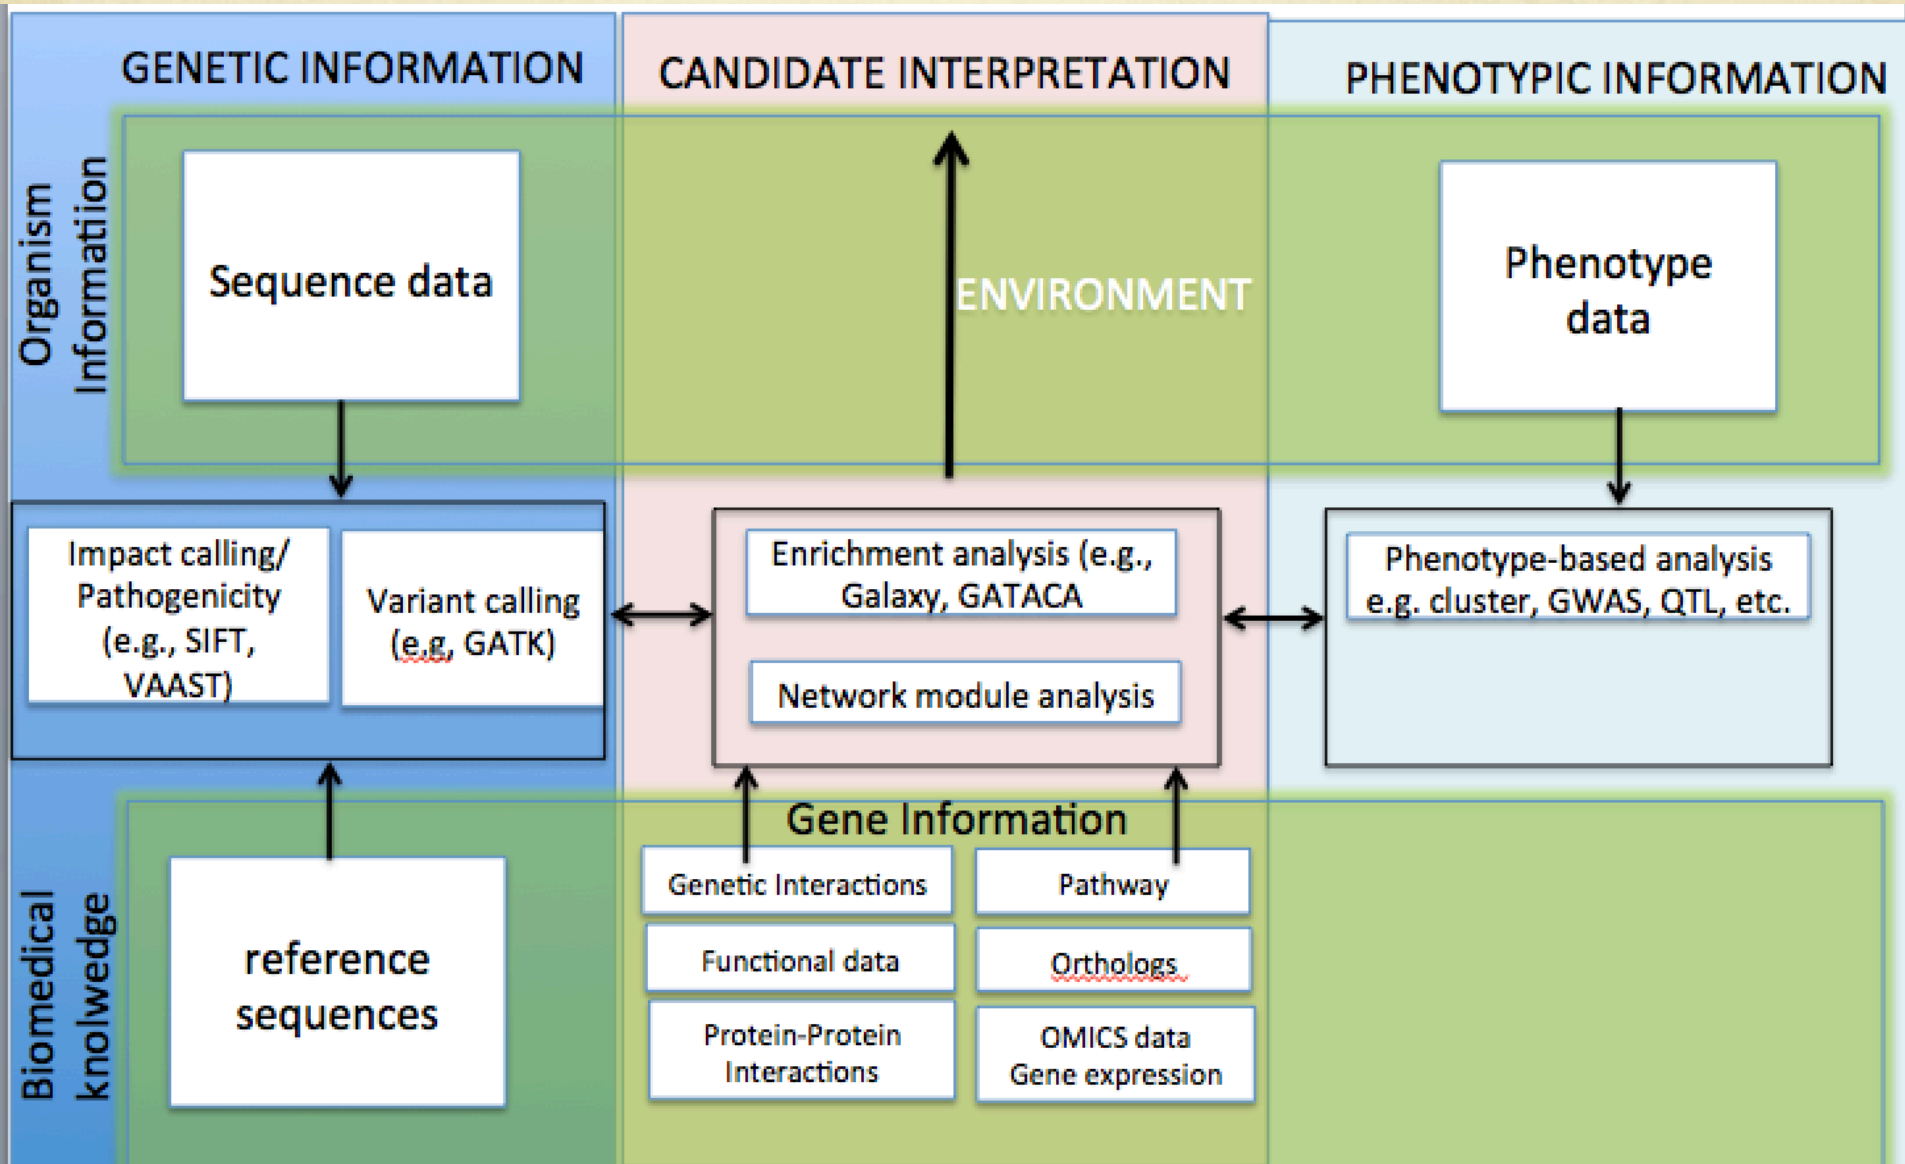 GENETIC INFORMATION
CANDIDATE INTERPRETATION
PHENOTYPIC INFORMATION
Organism
Information
Sequence data
ENVIRONMENT
Phenotype
data
Impact calling/
Pathogenicity
(e.g., SIFT,
VAAST)
Variant calling
(e.g, GATK)
Enrichment analysis (e.g.,
Galaxy, GATACA
Network module analysis
Phenotype-based analysis
e.g. cluster, GWAS, QTL, etc.
Biomedical
knolwedge
reference
sequences
Gene Information
Genetic Interactions
Pathway
Functional data
Orthologs
Protein-Protein
Interactions
OMICS data
Gene expression